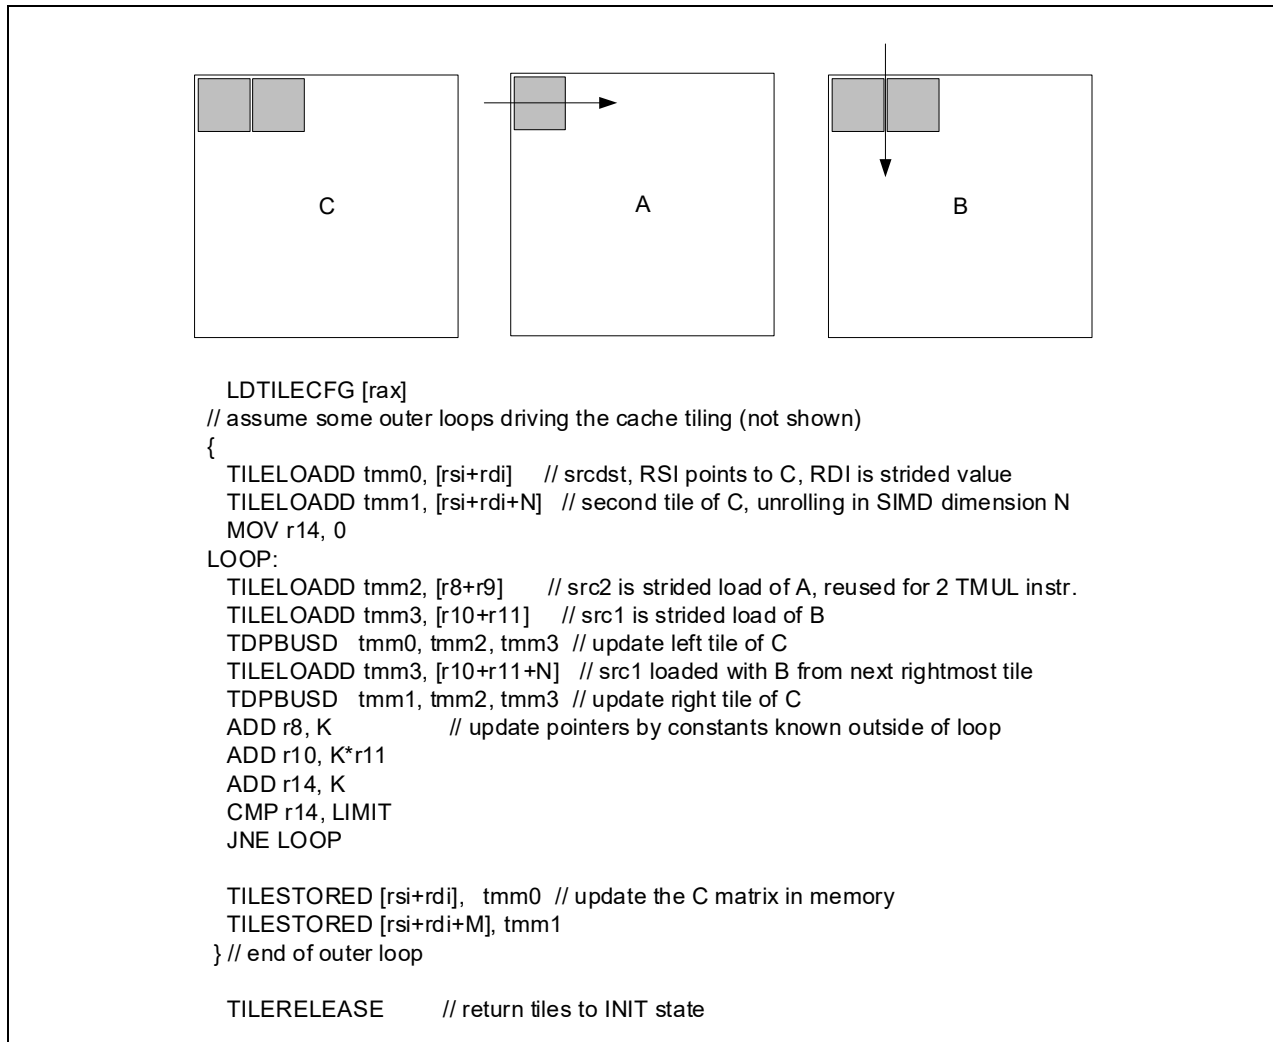 C
A
B
LDTILECFG [rax]
// assume some outer loops driving the cache tiling (not shown)
{
TILELOADD tmm0, [rsi+rdi] // srcdst, RSI points to C, RDI is strided value
TILELOADD tmm1, [rsi+rdi+N] // second tile of C, unrolling in SIMD dimension N
MOV r14, 0
LOOP:
TILELOADD tmm2, [r8+r9] // src2 is strided load of A, reused for 2 TMUL instr.
TILELOADD tmm3, [r10+r11] // src1 is strided load of B
TDPBUSD tmm0, tmm2, tmm3 // update left tile of C
TILELOADD tmm3, [r10+r11+N] // src1 loaded with B from next rightmost tile
TDPBUSD tmm1, tmm2, tmm3 // update right tile of C
ADD r8, K // update pointers by constants known outside of loop
ADD r10, K*r11
ADD r14, K
CMP r14, LIMIT
JNE LOOP
TILESTORED [rsi+rdi], tmm0 // update the C matrix in memory
TILESTORED [rsi+rdi+M], tmm1
} // end of outer loop
TILERELEASE // return tiles to INIT state